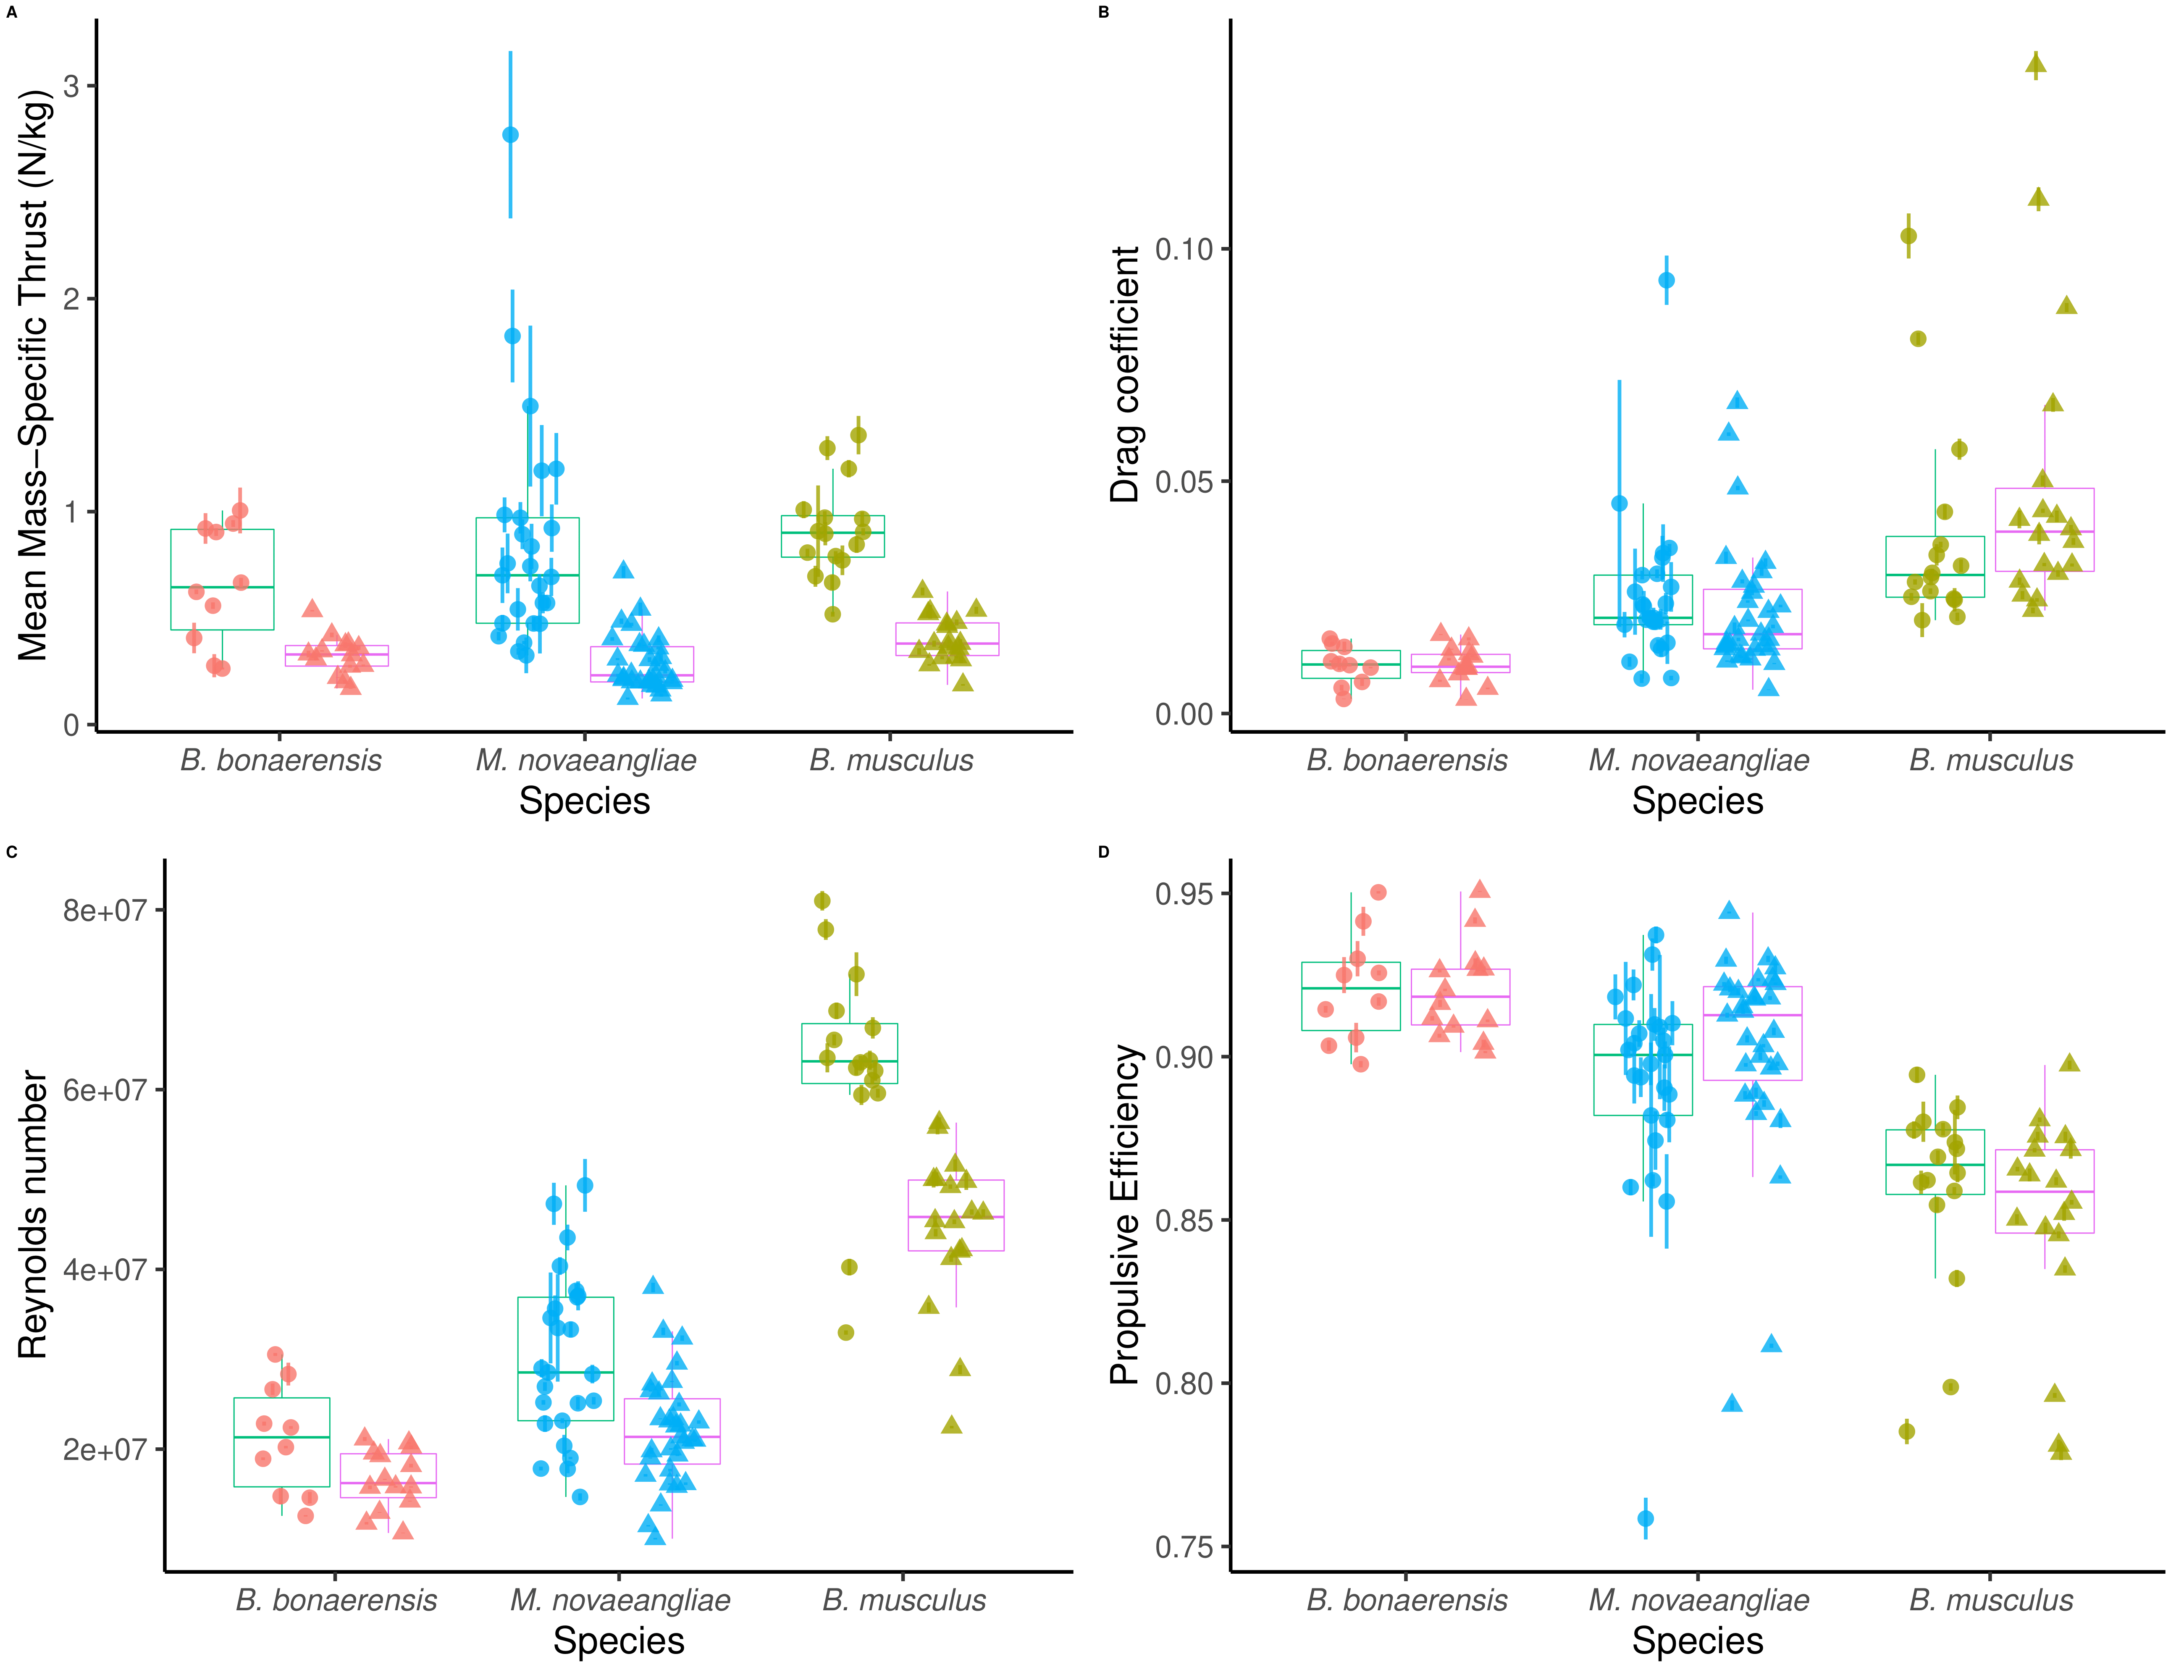 A
Mean Mass−Specific Thrust (N/kg)
3
2
1
0
B. bonaerensis
M. novaeangliae
B. musculus
Species
B
Drag coefficient
0.10
0.05
0.00
B. bonaerensis
M. novaeangliae
B. musculus
Species
C
Reynolds number
8e+07
6e+07
4e+07
2e+07
B. bonaerensis
M. novaeangliae
B. musculus
Species
D
Propulsive Efficiency
0.95
0.90
0.85
0.80
0.75
B. bonaerensis
M. novaeangliae
B. musculus
Species